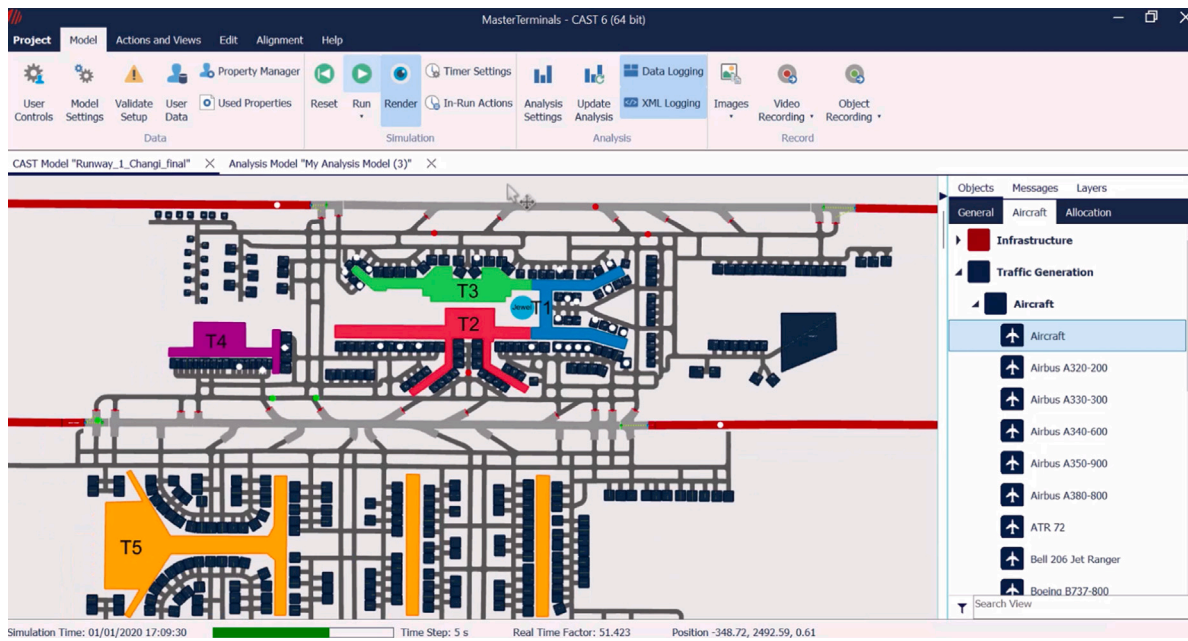 MasterTerminals - CAST 6 (64 bit)
Project Model Actions and Views Edit Alignment Help
Property Manager Timer Settings Data Logging
User Controls Model Settings Validate Setup User Data Used Properties Reset Run Render In-Run Actions Analysis Settings Update Analysis XML Logging Images Video Recording Object Recording
Data Simulation Analysis Record
CAST Model "Runway_1_Changi_final" Analysis Model "My Analysis Model (3)"
Objects Messages Layers
General Aircraft Allocation
Infrastructure
Traffic Generation
Aircraft
Aircraft
Airbus A320-200
Airbus A330-300
Airbus A340-600
Airbus A350-900
Airbus A380-800
ATR 72
Bell 206 Jet Ranger
Boeing B737-800
Search View
T3
Jewel T1
T2
T4
T5
Simulation Time: 01/01/2020 17:09:30 Time Step: 5 s Real Time Factor: 51.423 Position -348.72, 2492.59, 0.61